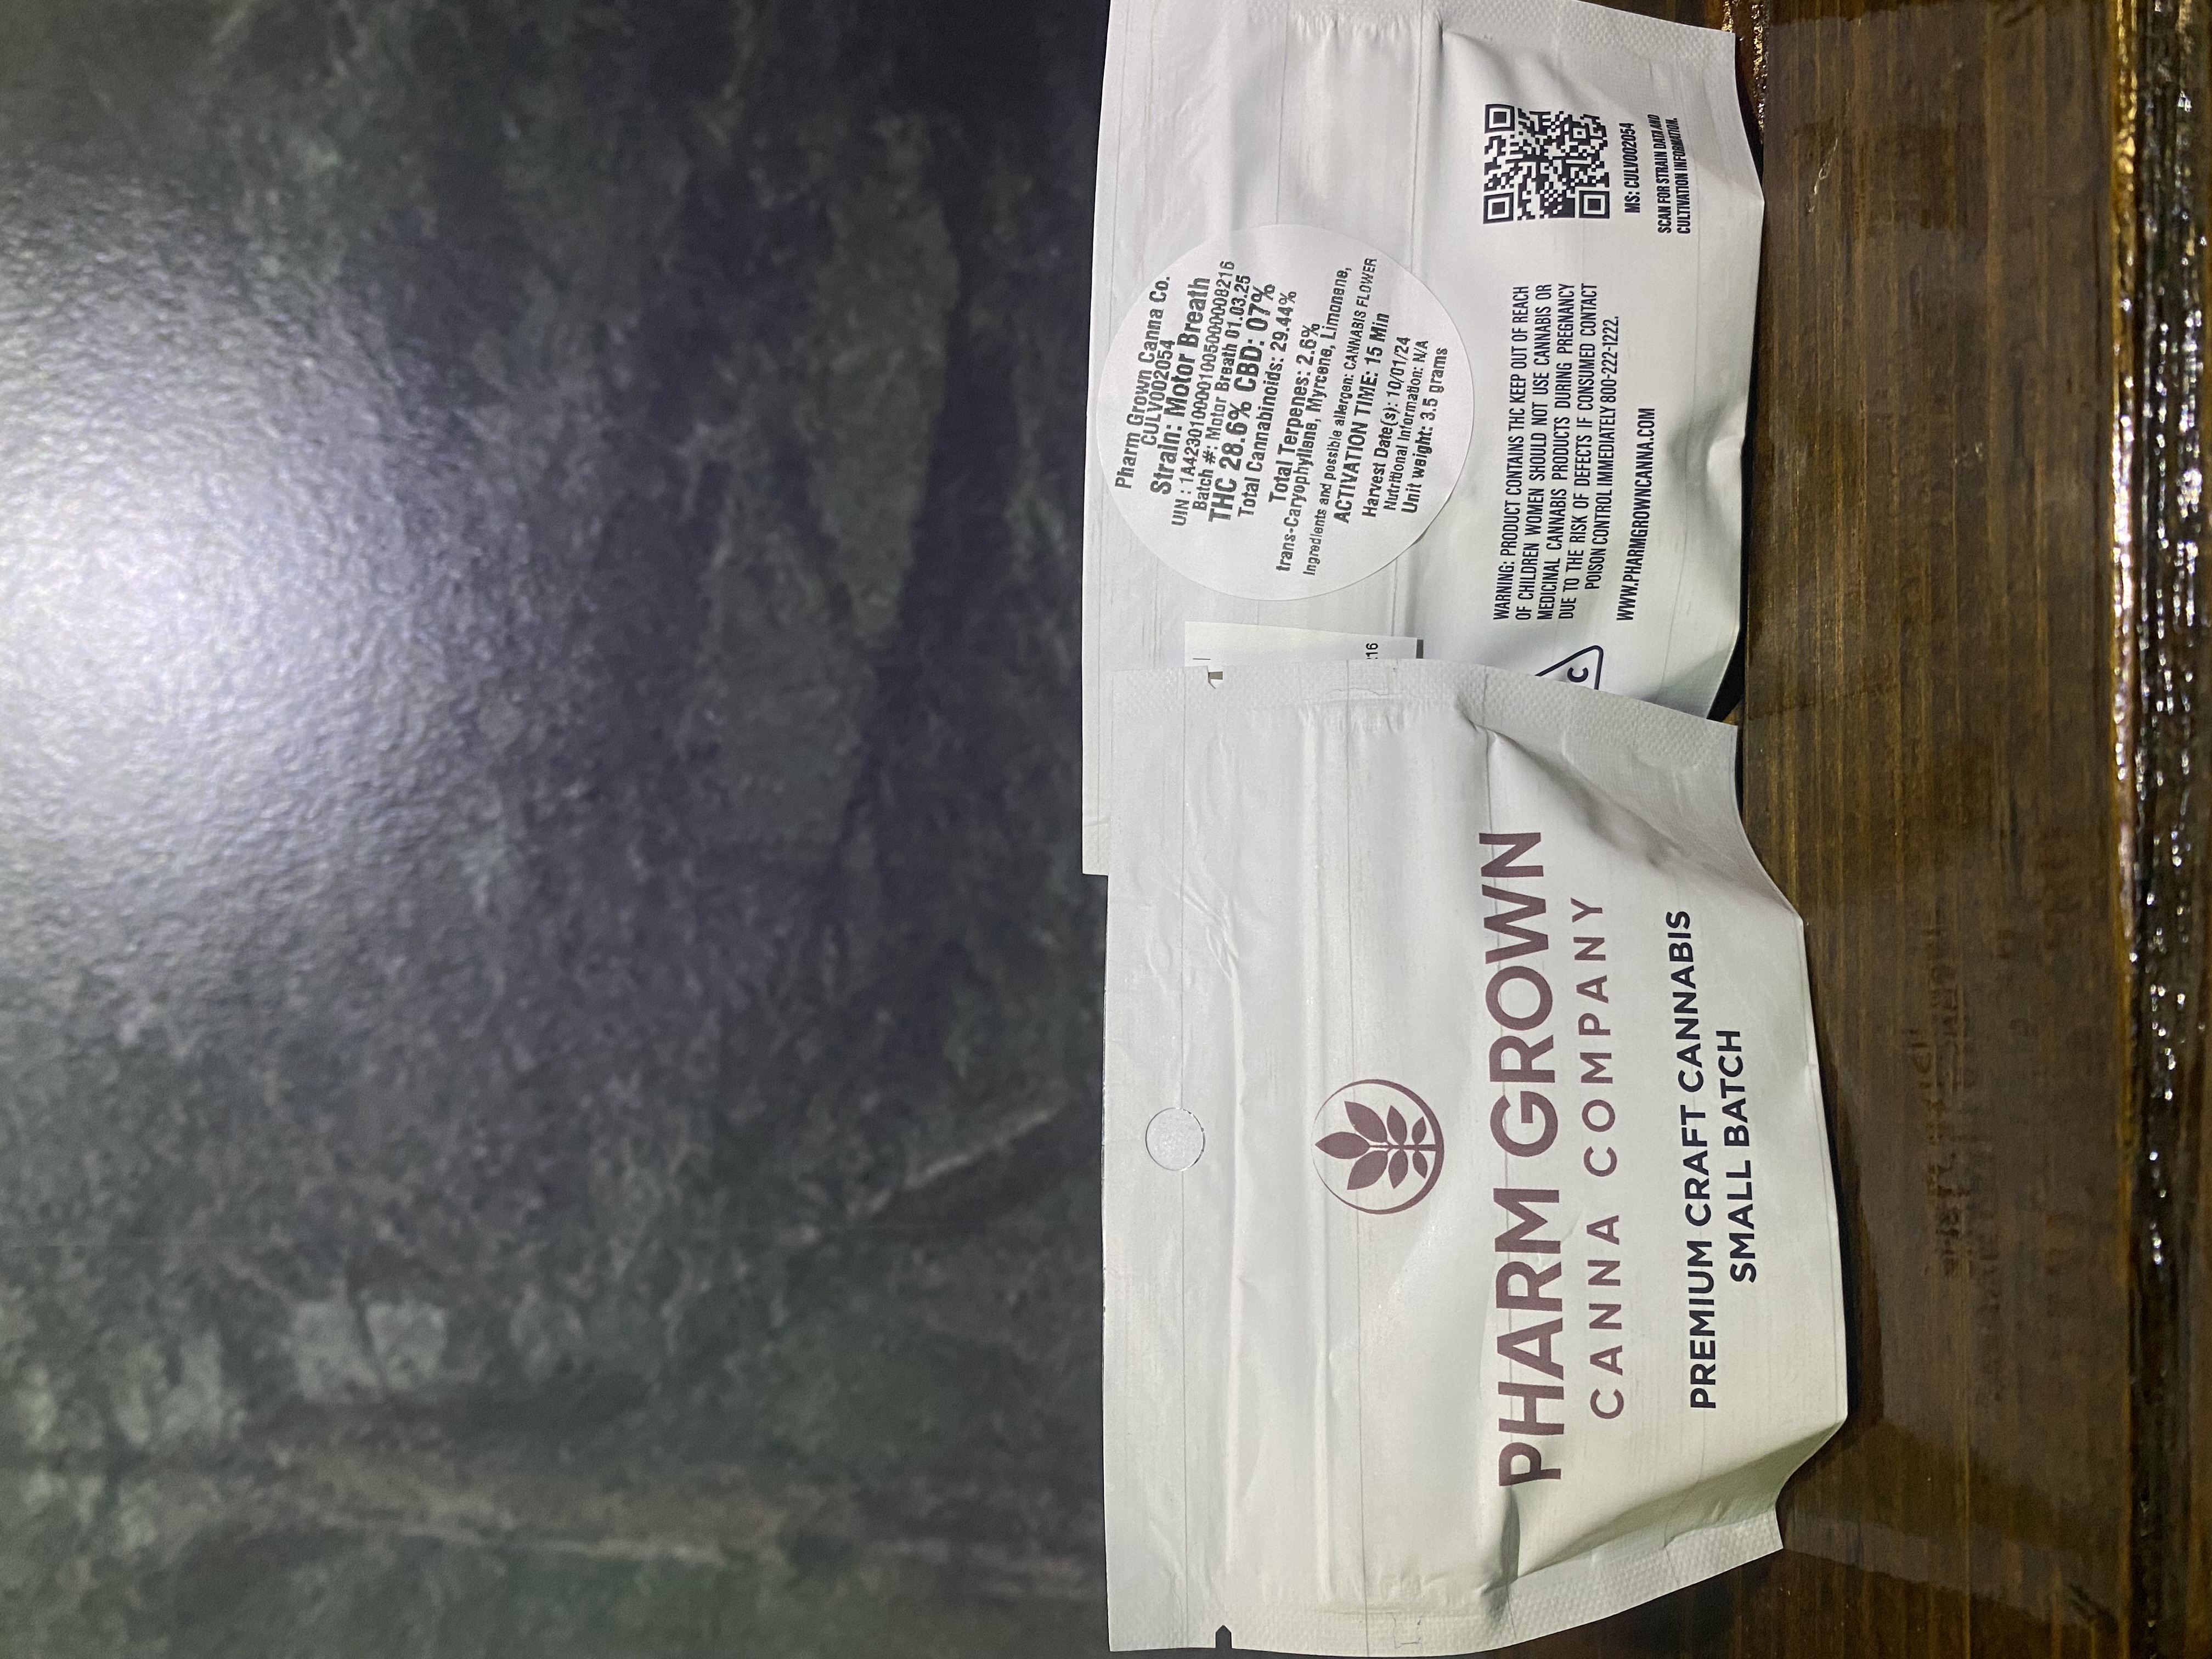 PHARM GROWN
CANNA COMPANY
PREMIUM CRAFT CANNABIS
SMALL BATCH
Pharm Grown Canna Co.
CULV002054
Strain: Motor Breath
UIN : 1A42301000010050000008216
Batch #: Motor Breath 01.03.25
THC 28.6% CBD: 07%
Total Cannabinoids: 29.44%
Total Terpenes: 2.6%
trans-Caryophyllene, Myrcene, Limonene,
Ingredients and possible allergen: CANNABIS FLOWER
ACTIVATION TIME: 15 Min
Harvest Date(s): 10/01/24
Nutritional Information: N/A
Unit weight: 3.5 grams
16
C
WARNING: PRODUCT CONTAINS THC KEEP OUT OF REACH
OF CHILDREN WOMEN SHOULD NOT USE CANNABIS OR
MEDICINAL CANNABIS PRODUCTS DURING PREGNANCY
DUE TO THE RISK OF DEFECTS IF CONSUMED CONTACT
POISON CONTROL IMMEDIATELY 800-222-1222.
WWW.PHARMGROWNCANNA.COM
MS: CULV002054
SCAN FOR STRAIN DATA AND
CULTIVATION INFORMATION.